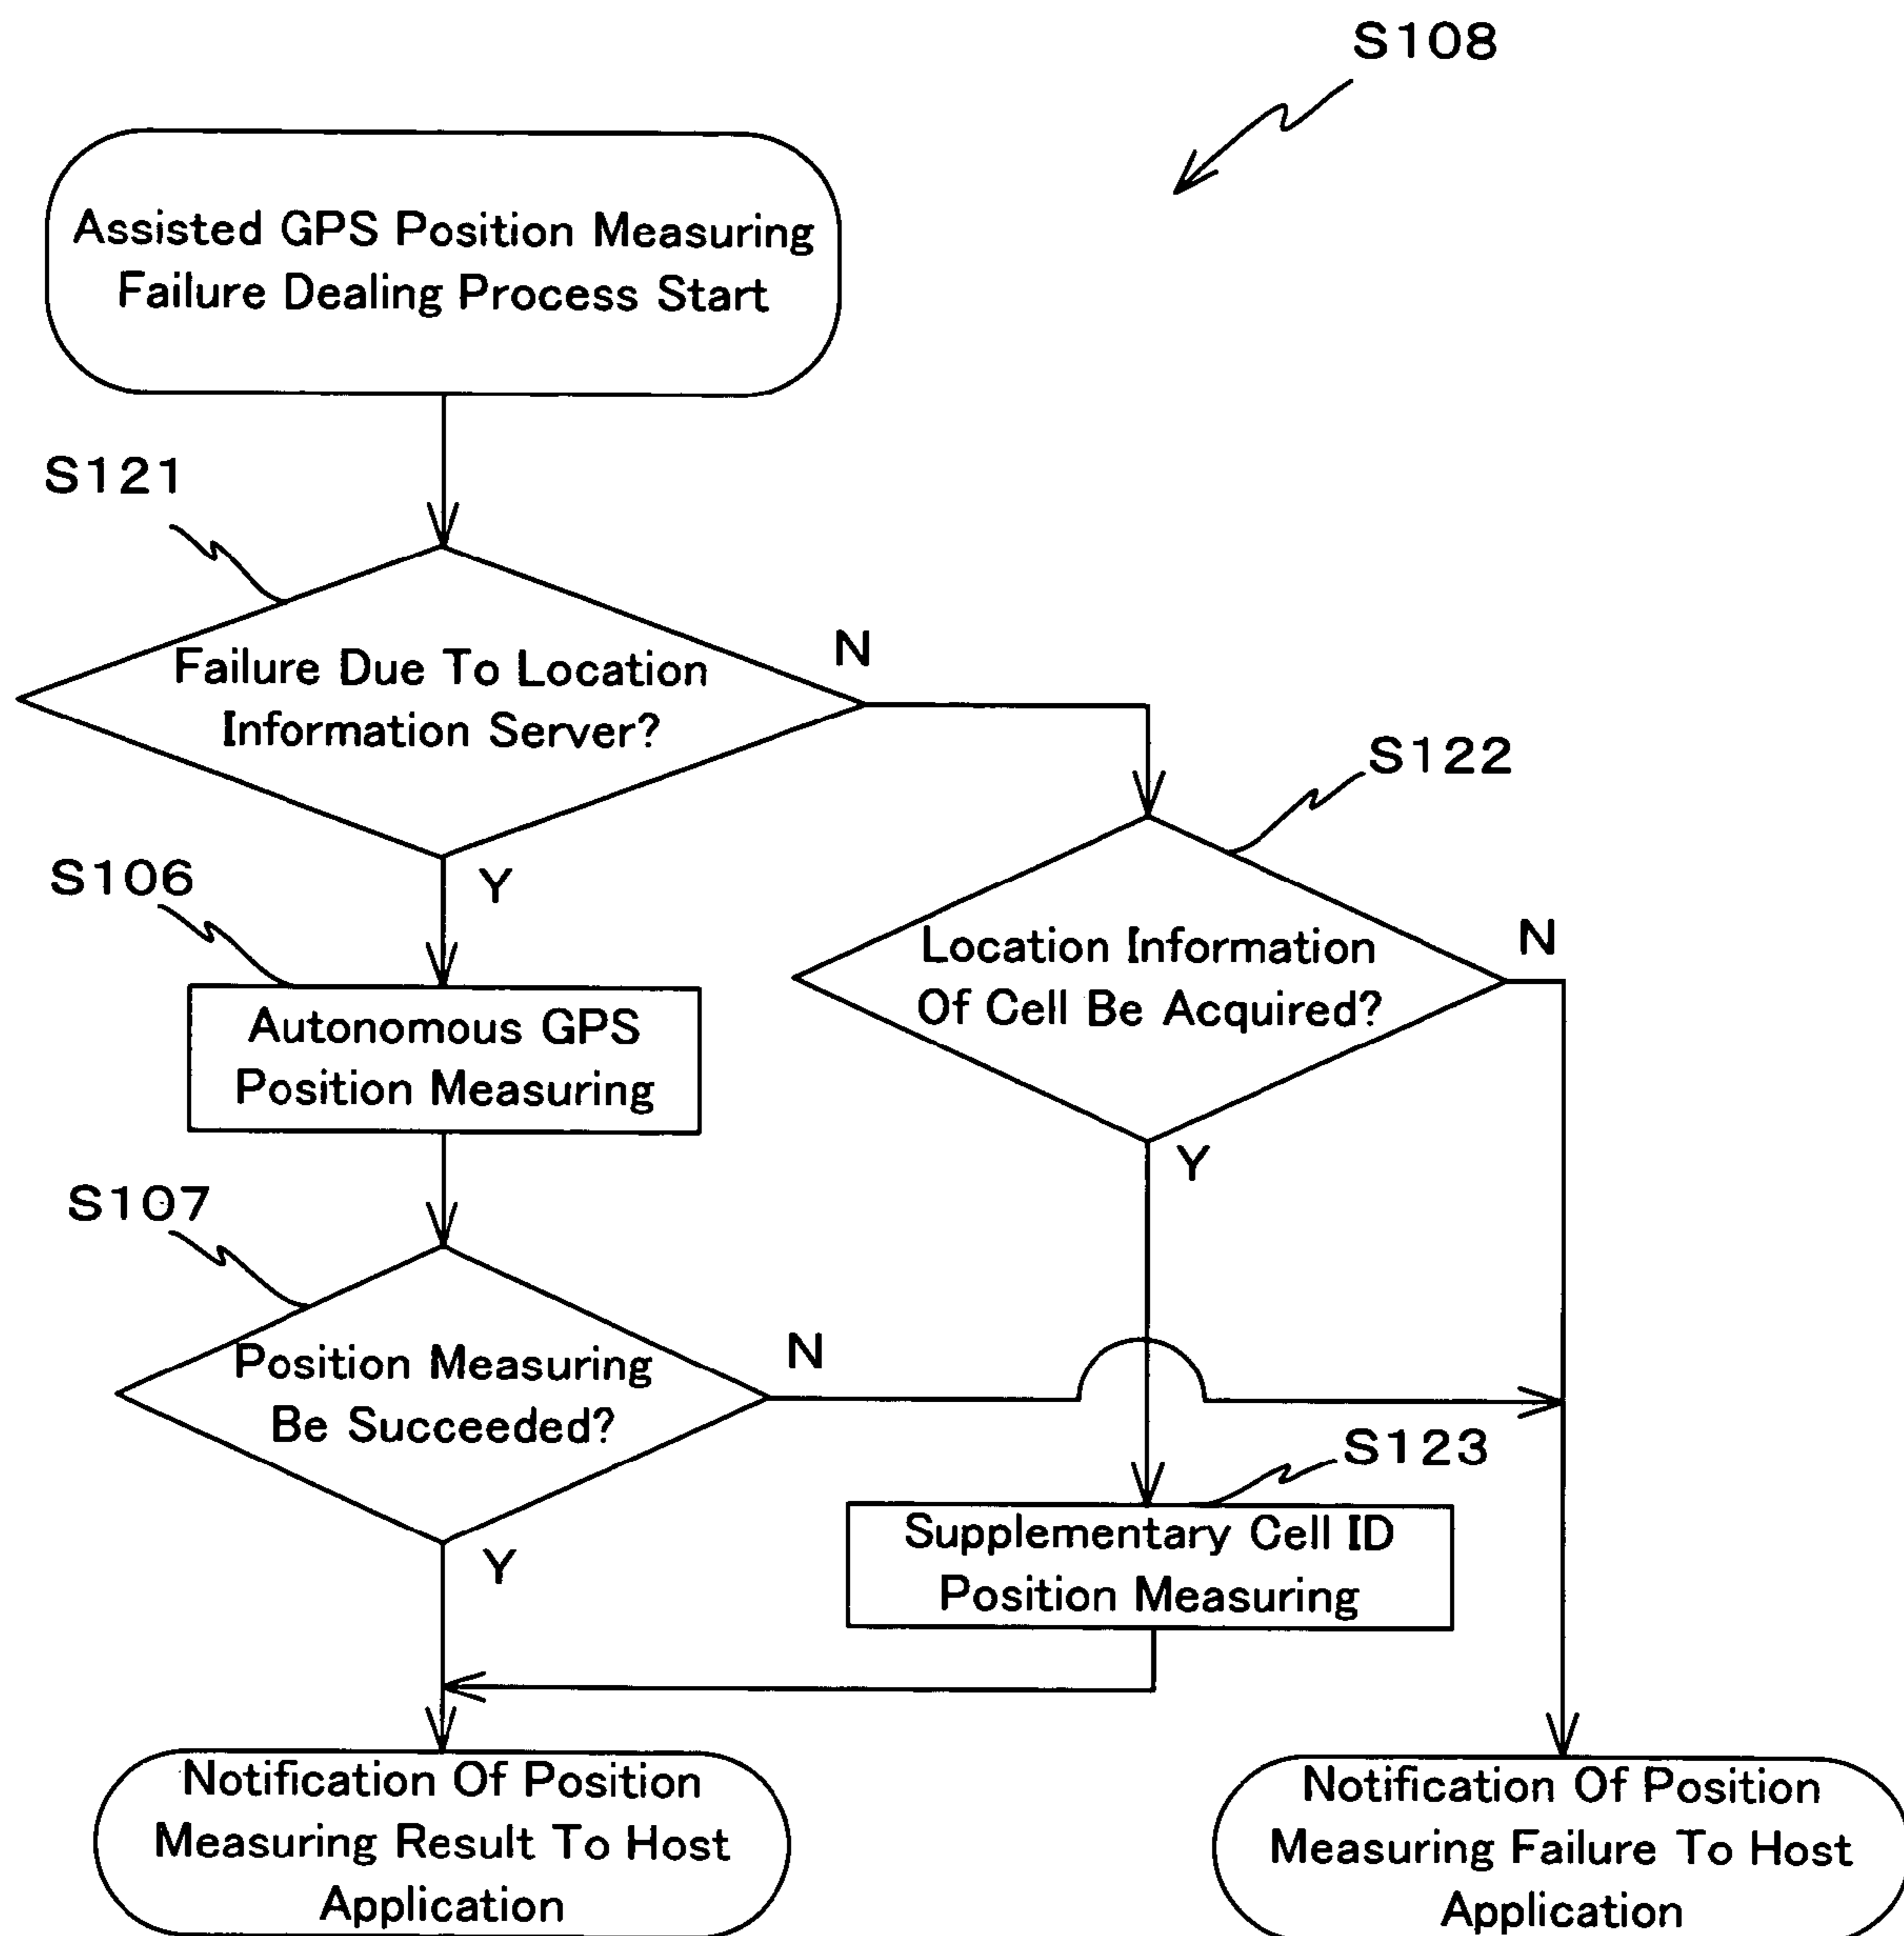 S108
Assisted GPS Position Measuring
Failure Dealing Process Start
S121
Failure Due To Location
Information Server?
N
Y
S122
Location Information
Of Cell Be Acquired?
N
Y
S106
Autonomous GPS
Position Measuring
S107
Position Measuring
Be Succeeded?
N
Y
S123
Supplementary Cell ID
Position Measuring
Notification Of Position
Measuring Result To Host
Application
Notification Of Position
Measuring Failure To Host
Application